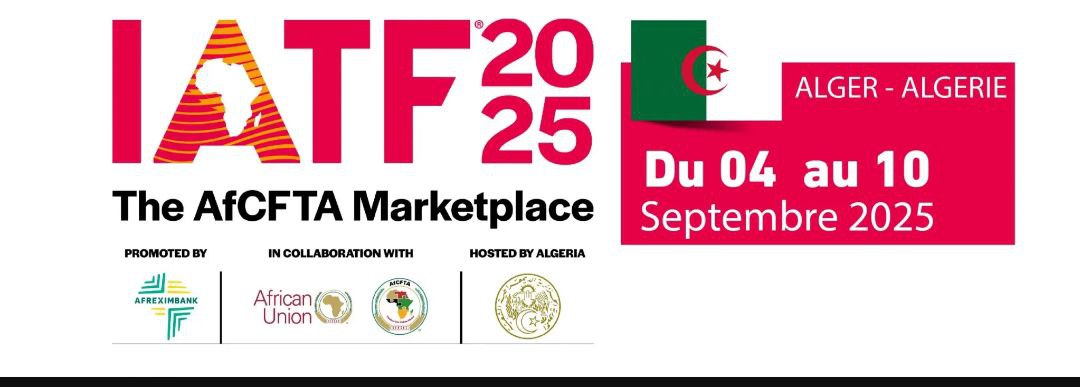 IATF® 2025
The AfCFTA Marketplace
PROMOTED BY
AFREXIMBANK
IN COLLABORATION WITH
African
Union
AfCFTA
HOSTED BY ALGERIA
ALGER - ALGERIE
Du 04 au 10
Septembre 2025